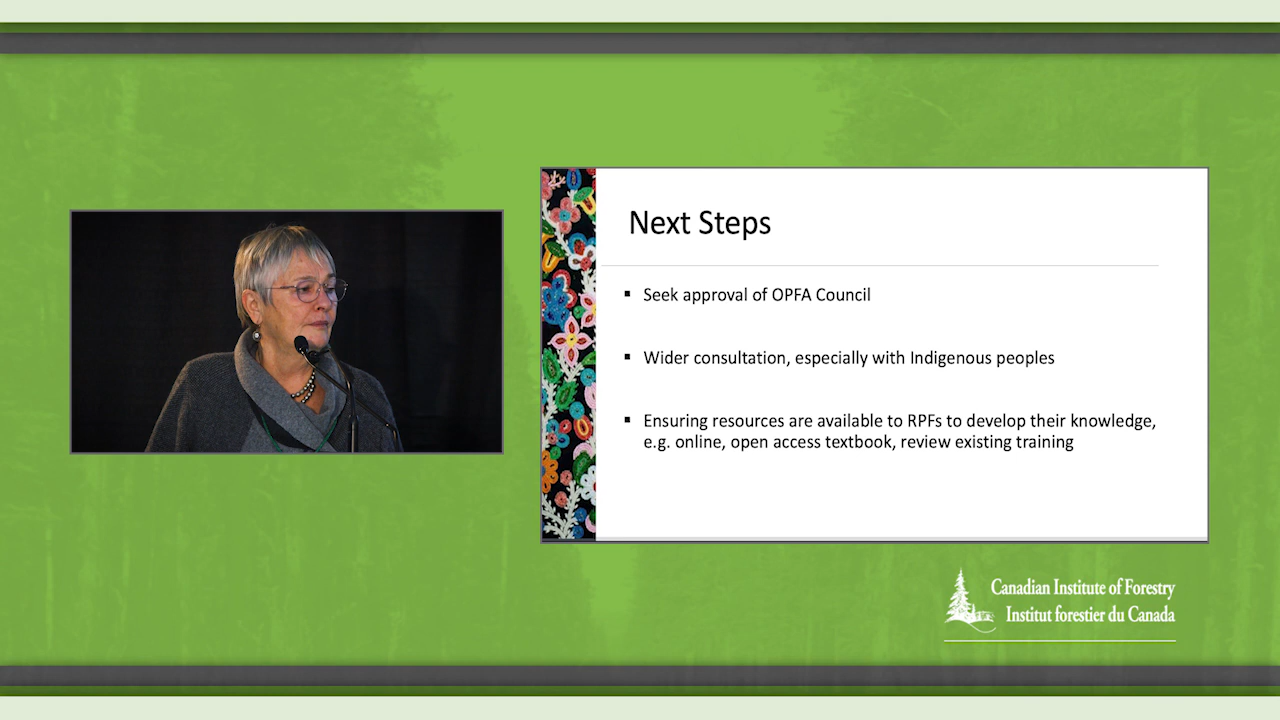 Next Steps
▪ Seek approval of OPFA Council
▪ Wider consultation, especially with Indigenous peoples
▪ Ensuring resources are available to RPFs to develop their knowledge,
e.g. online, open access textbook, review existing training
Canadian Institute of Forestry
Institut forestier du Canada